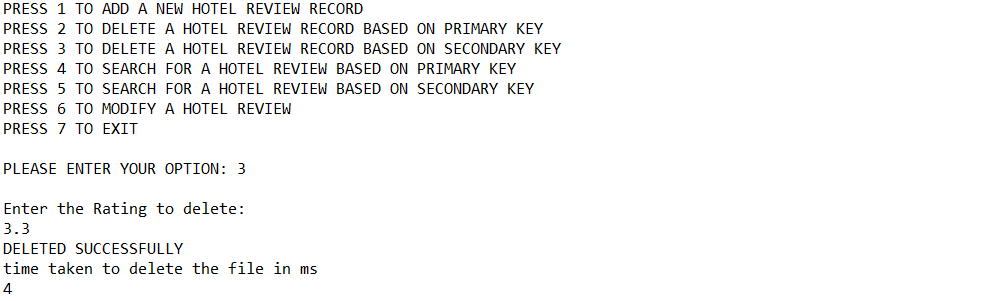 PRESS 1 TO ADD A NEW HOTEL REVIEW RECORD
PRESS 2 TO DELETE A HOTEL REVIEW RECORD BASED ON PRIMARY KEY
PRESS 3 TO DELETE A HOTEL REVIEW RECORD BASED ON SECONDARY KEY
PRESS 4 TO SEARCH FOR A HOTEL REVIEW BASED ON PRIMARY KEY
PRESS 5 TO SEARCH FOR A HOTEL REVIEW BASED ON SECONDARY KEY
PRESS 6 TO MODIFY A HOTEL REVIEW
PRESS 7 TO EXIT
PLEASE ENTER YOUR OPTION: 3
Enter the Rating to delete:
3.3
DELETED SUCCESSFULLY
time taken to delete the file in ms
4